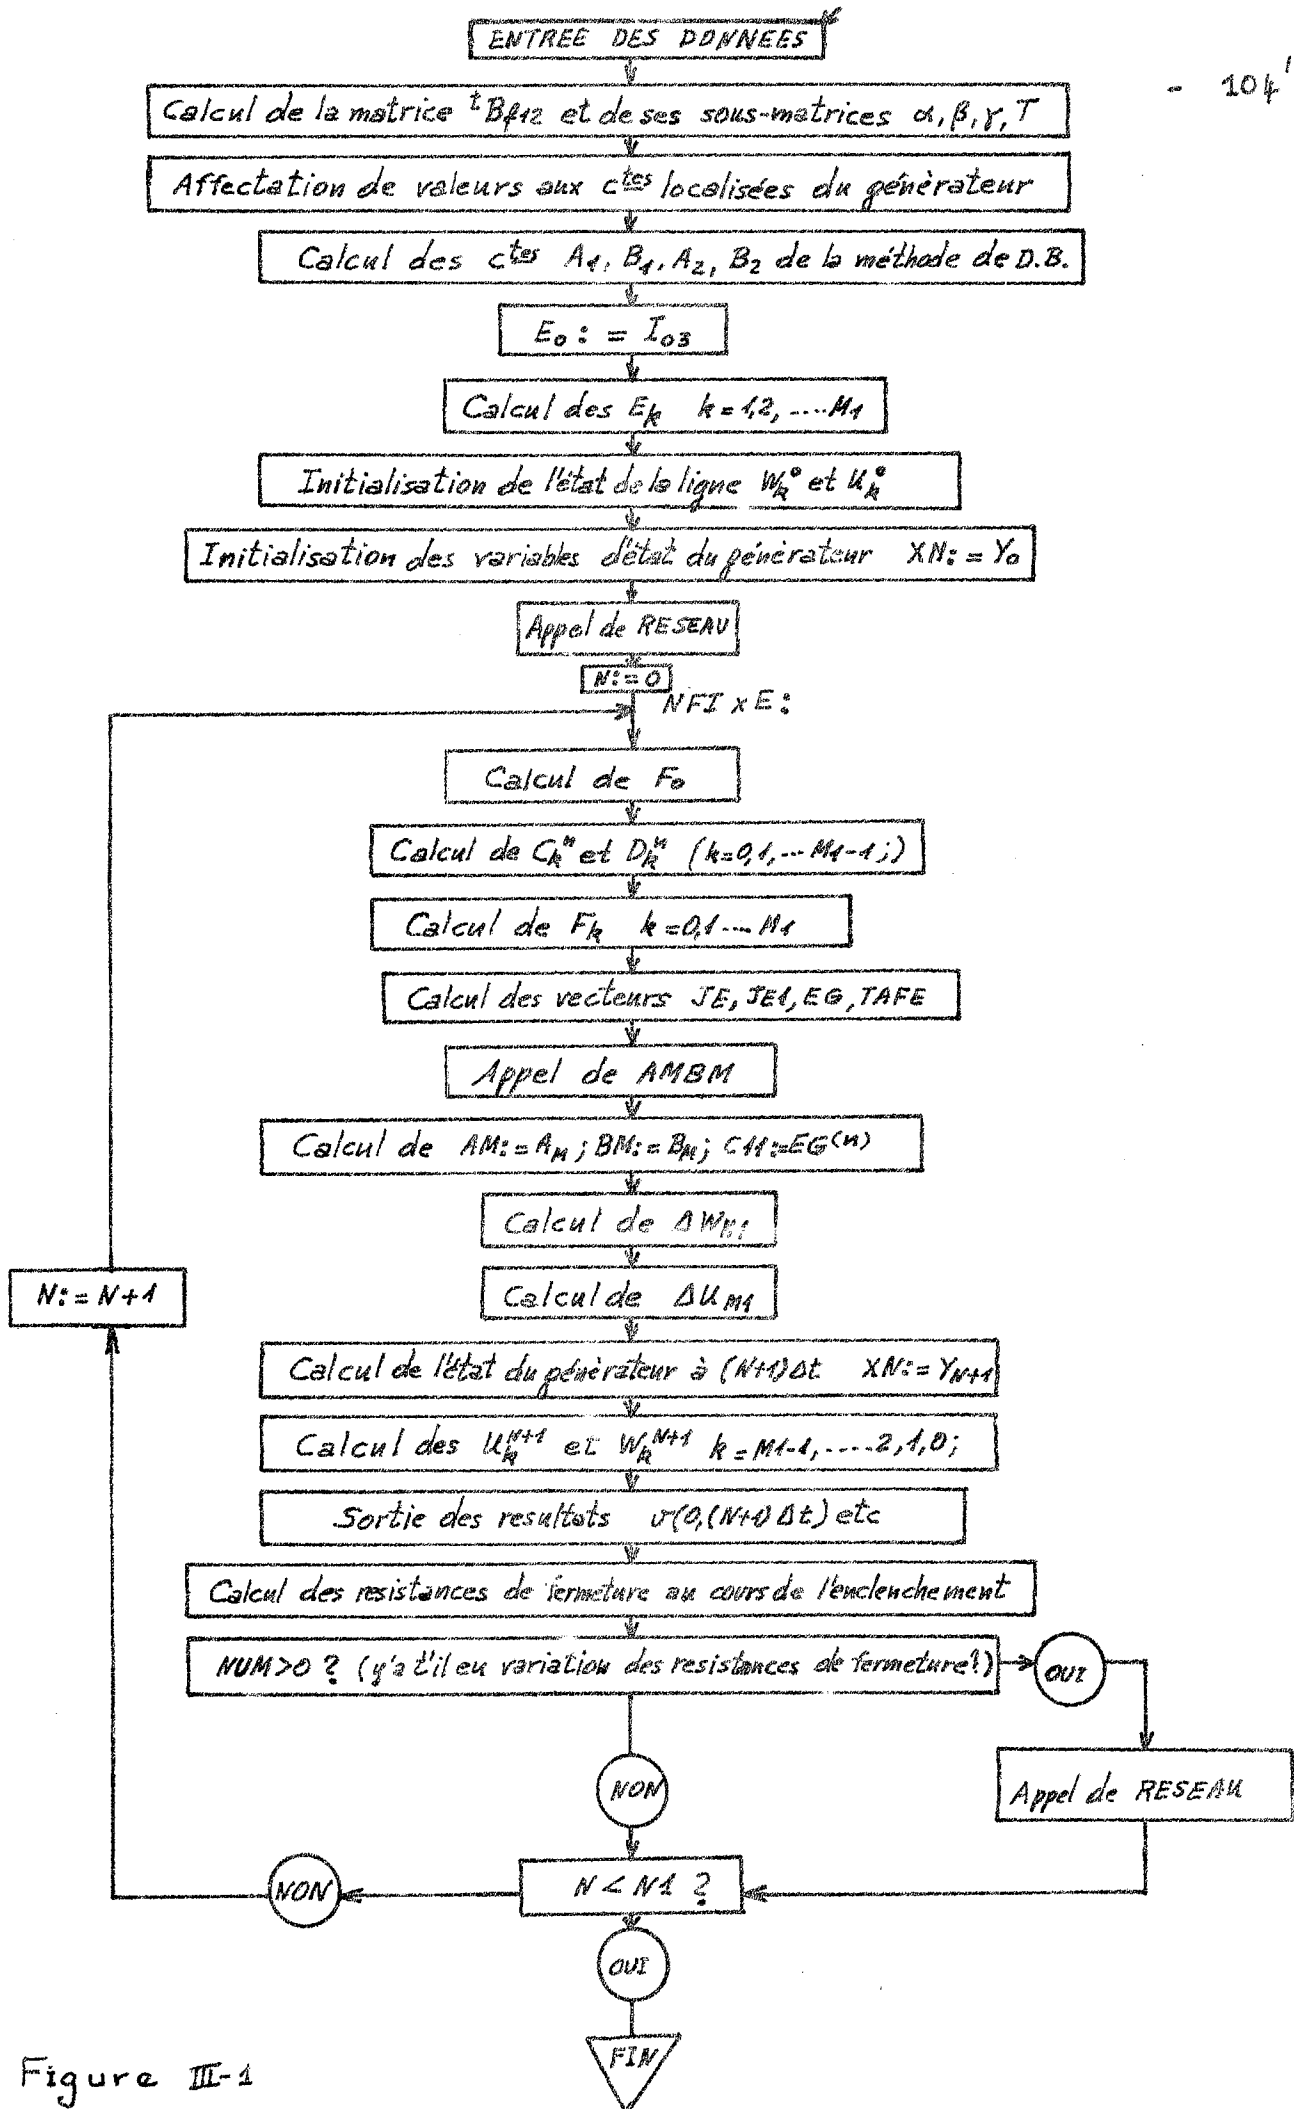 ENTREE DES DONNEES
- 104'
Calcul de la matrice ᵗBf12 et de ses sous-matrices α, β, γ, T
Affectation de valeurs aux c^tes localisées du générateur
Calcul des c^tes A1, B1, A2, B2 de la méthode de D.B.
E0 : = I03
Calcul des Ek k=1,2, ....M1
Initialisation de l'état de la ligne Wk° et Uk°
Initialisation des variables d'état du générateur XN: = Y0
Appel de RESEAU
N:=0
NFI x E:
Calcul de F0
Calcul de Ck^n et Dk^n (k=0,1,...M1-1;)
Calcul de Fk k=0,1....M1
Calcul des vecteurs JE, JE1, EG, TAFE
Appel de AMBM
Calcul de AM:=AM; BM:=BM; C11:=EG(n)
Calcul de ΔWM1
Calcul de ΔUM1
N:= N+1
Calcul de l'état du générateur à (N+1)Δt XN:= YN+1
Calcul des Uk^N+1 et Wk^N+1 k=M1-1,....2,1,0;
Sortie des resultats v(0,(N+1)Δt) etc
Calcul des resistances de fermeture au cours de l'enclenchement
NUM>0 ? (y'a t'il eu variation des resistances de fermeture?)
OUI
NON
Appel de RESEAU
N < N1 ?
NON
OUI
FIN
Figure III-1